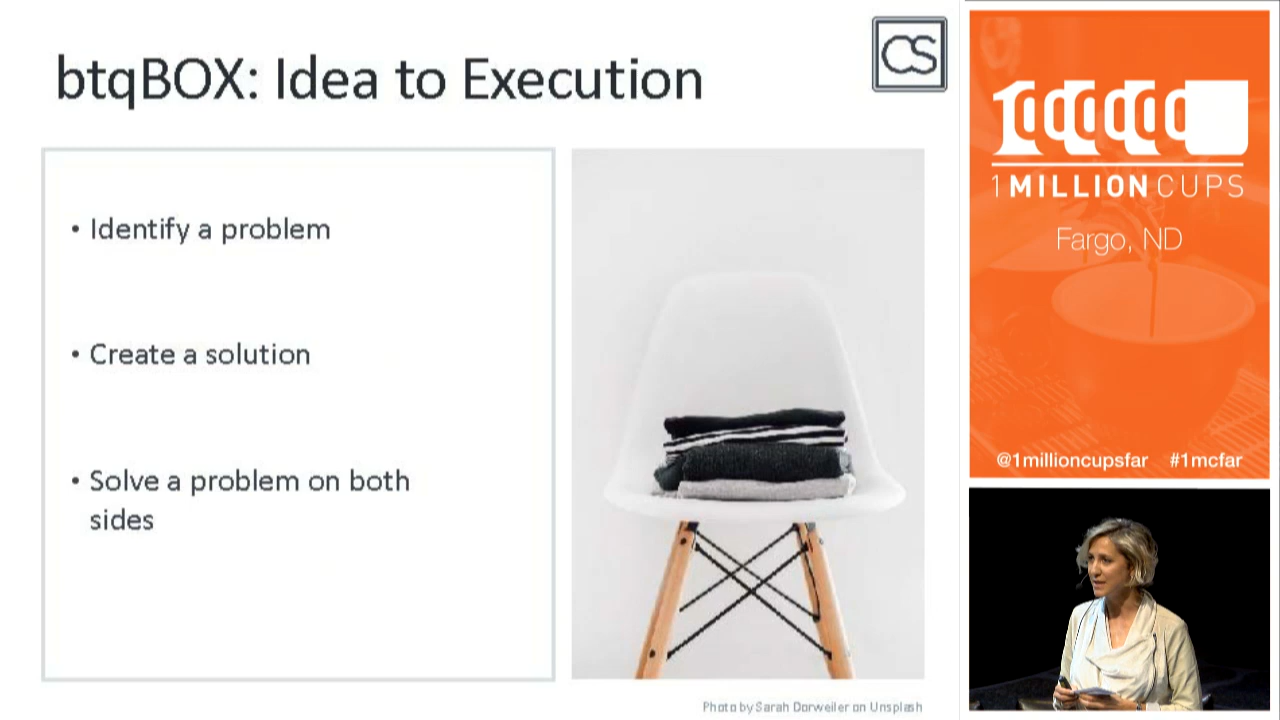 btqBOX: Idea to Execution
CS
• Identify a problem
• Create a solution
• Solve a problem on both
sides
Photo by Sarah Dorweiler on Unsplash
1 MILLION CUPS
Fargo, ND
@1millioncupsfar #1mcfar